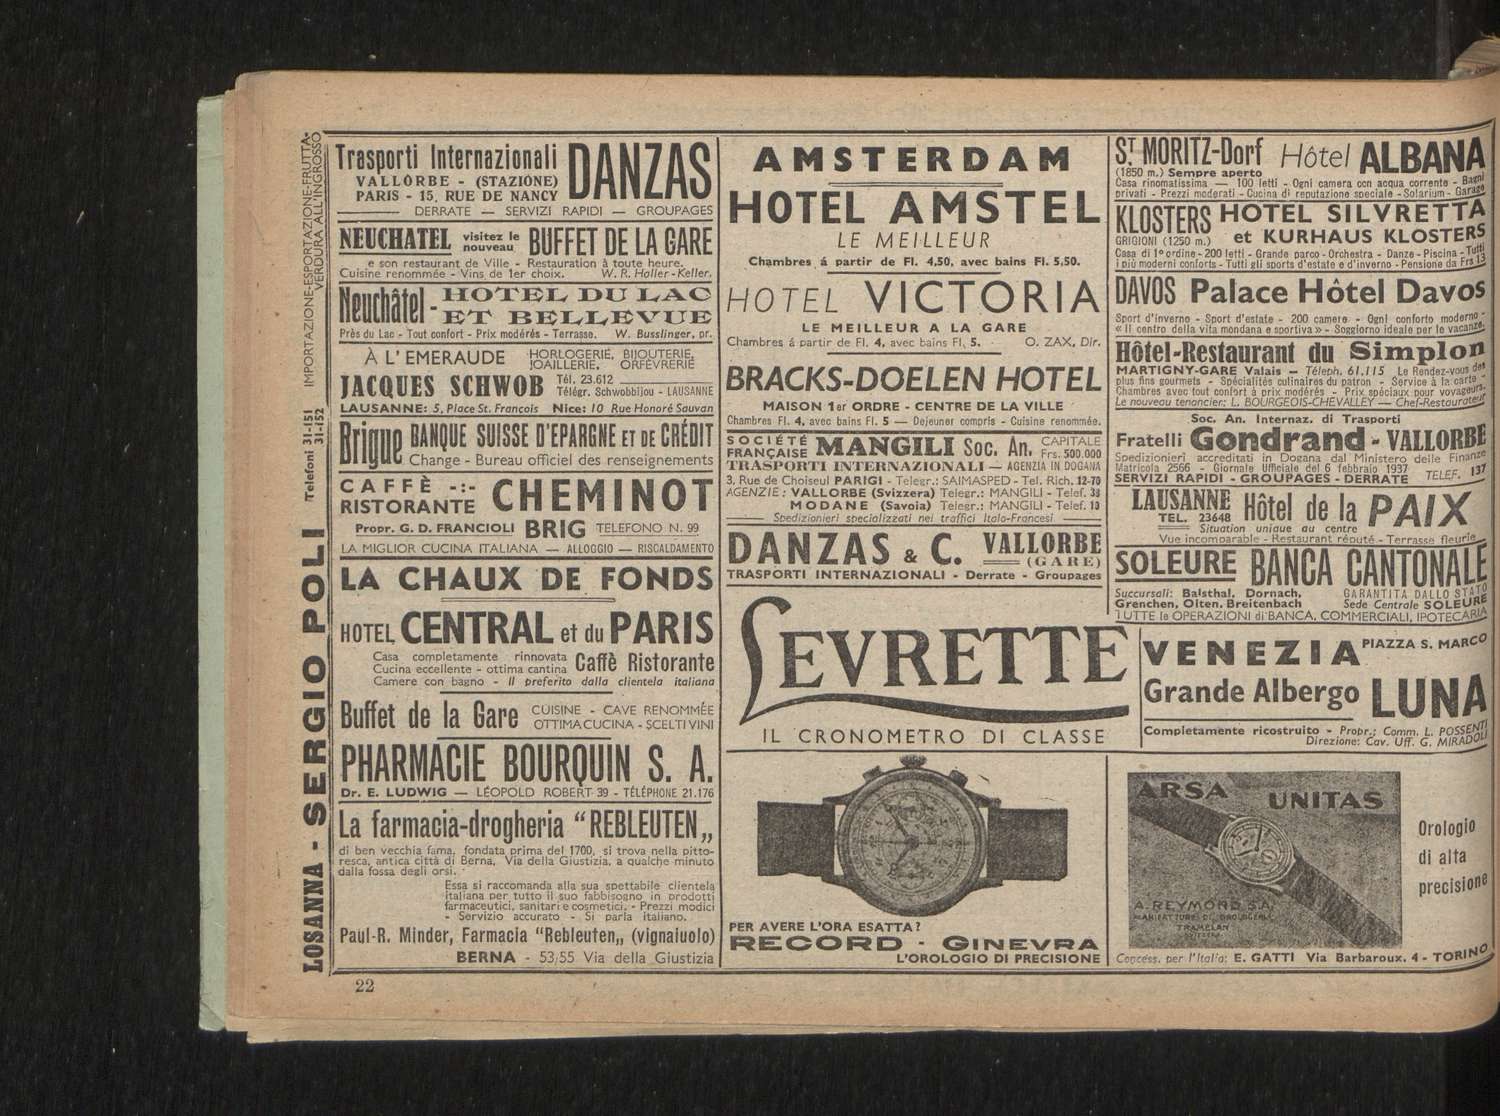 LOSANNA - SERGIO POLI
IMPORTAZIONE-ESPORTAZIONE-FRUTTA-
VERDURA ALL'INGROSSO
Telefoni 31-151
31-152
Trasporti Internazionali DANZAS
VALLORBE - (STAZIONE)
PARIS - 15, RUE DE NANCY
DERRATE — SERVIZI RAPIDI — GROUPAGES
NEUCHATEL visitez le nouveau BUFFET DE LA GARE
e son restaurant de Ville - Restauration à toute heure.
Cuisine renommée - Vins de 1er choix. W. R. Haller-Keller.
Neuchâtel - HOTEL DU LAC
ET BELLEVUE
Près du Lac - Tout confort - Prix modérés - Terrasse. W. Busslinger, pr.
À L'EMERAUDE HORLOGERIE, BIJOUTERIE,
JOAILLERIE, ORFÈVRERIE
JACQUES SCHWOB Tél. 23.612
Télégr. Schwobbijou - LAUSANNE
LAUSANNE: 5, Place St. François Nice: 10 Rue Honoré Sauvan
Brigue BANQUE SUISSE D'EPARGNE ET DE CRÉDIT
Change - Bureau officiel des renseignements
CAFFÈ -:-
RISTORANTE CHEMINOT
Propr. G. D. FRANCIOLI BRIG TELEFONO N. 99
LA MIGLIOR CUCINA ITALIANA — ALLOGGIO — RISCALDAMENTO
LA CHAUX DE FONDS
HOTEL CENTRAL et du PARIS
Casa completamente rinnovata
Cucina eccellente - ottima cantina Caffè Ristorante
Camere con bagno - Il preferito dalla clientela italiana
Buffet de la Gare CUISINE - CAVE RENOMMÉE
OTTIMA CUCINA - SCELTI VINI
PHARMACIE BOURQUIN S. A.
Dr. E. LUDWIG — LÉOPOLD ROBERT 39 - TÉLÉPHONE 21.176
La farmacia-drogheria "REBLEUTEN„
di ben vecchia fama, fondata prima del 1700, si trova nella pitto-
resca, antica città di Berna, Via della Giustizia, a qualche minuto
dalla fossa degli orsi.
Essa si raccomanda alla sua spettabile clientela
italiana per tutto il suo fabbisogno in prodotti
farmaceutici, sanitari e cosmetici. - Prezzi modici
- Servizio accurato - Si parla italiano.
Paul-R. Minder, Farmacia "Rebleuten„ (vignaiuolo)
BERNA - 53/55 Via della Giustizia
22
AMSTERDAM
HOTEL AMSTEL
LE MEILLEUR
Chambres á partir de Fl. 4,50, avec bains Fl. 5,50.
HOTEL VICTORIA
LE MEILLEUR A LA GARE
Chambres á partir de Fl. 4, avec bains Fl. 5. O. ZAX, Dir.
BRACKS-DOELEN HOTEL
MAISON 1er ORDRE - CENTRE DE LA VILLE
Chambres Fl. 4, avec bains Fl. 5 — Dejeuner compris - Cuisine renommée.
SOCIÉTÉ
FRANÇAISE MANGILI Soc. An. CAPITALE
Frs. 500.000
TRASPORTI INTERNAZIONALI — AGENZIA IN DOGANA
3, Rue de Choiseul PARIGI - Telegr.: SAIMASPED - Tel. Rich. 12-70
AGENZIE: VALLORBE (Svizzera) Telegr.: MANGILI - Telef. 38
MODANE (Savoia) Telegr.: MANGILI - Telef. 13
Spedizionieri specializzati nei traffici Italo-Francesi
DANZAS & C. VALLORBE
(GARE)
TRASPORTI INTERNAZIONALI - Derrate - Groupages
LEVRETTE
IL CRONOMETRO DI CLASSE
PER AVERE L'ORA ESATTA?
RECORD - GINEVRA
L'OROLOGIO DI PRECISIONE
ST. MORITZ-Dorf Hôtel ALBANA
(1850 m.) Sempre aperto
Casa rinomatissima — 100 letti - Ogni camera con acqua corrente - Bagni
privati - Prezzi moderati - Cucina di reputazione speciale - Solarium - Garage
KLOSTERS HOTEL SILVRETTA
GRIGIONI (1250 m.) et KURHAUS KLOSTERS
Casa di 1° ordine - 200 letti - Grande parco - Orchestra - Danze - Piscina - Tutti
i più moderni conforts - Tutti gli sports d'estate e d'inverno - Pensione da Frs 13
DAVOS Palace Hôtel Davos
Sport d'inverno - Sport d'estate - 200 camere - Ogni conforto moderno -
« Il centro della vita mondana e sportiva » - Soggiorno ideale per le vacanze.
Hôtel-Restaurant du Simplon
MARTIGNY-GARE Valais — Téleph. 61.115 Le Rendez-vous des
plus fins gourmets - Spécialités culinaires du patron - Service à la carte -
Chambres avec tout confort à prix modérés - Prix spéciaux pour voyageurs.
Le nouveau tenancier: L. BOURGEOIS-CHEVALLEY — Chef-Restaurateur
Soc. An. Internaz. di Trasporti
Fratelli Gondrand - VALLORBE
Spedizionieri accreditati in Dogana dal Ministero delle Finanze
Matricola 2566 - Giornale Ufficiale del 6 febbraio 1937
SERVIZI RAPIDI - GROUPAGES - DERRATE TELEF. 137
LAUSANNE
TEL. 23648 Hôtel de la PAIX
Situation unique au centre
Vue incomparable - Restaurant réouté - Terrasse fleurie
SOLEURE BANCA CANTONALE
Succursali: Balsthal, Dornach, GARANTITA DALLO STATO
Grenchen, Olten, Breitenbach Sede Centrale SOLEURE
TUTTE le OPERAZIONI di BANCA, COMMERCIALI, IPOTECARIA
VENEZIA PIAZZA S. MARCO
Grande Albergo LUNA
Completamente ricostruito - Propr.: Comm. L. POSSENTI
Direzione: Cav. Uff. G. MIRADOLI
ARSA UNITAS
A. REYMOND S.A.
MANIFATTURE DI OROLOGERIA
TRAMELAN
SVIZZERA
Orologio
di alta
precisione
Concess. per l'Italia: E. GATTI Via Barbaroux, 4 - TORINO